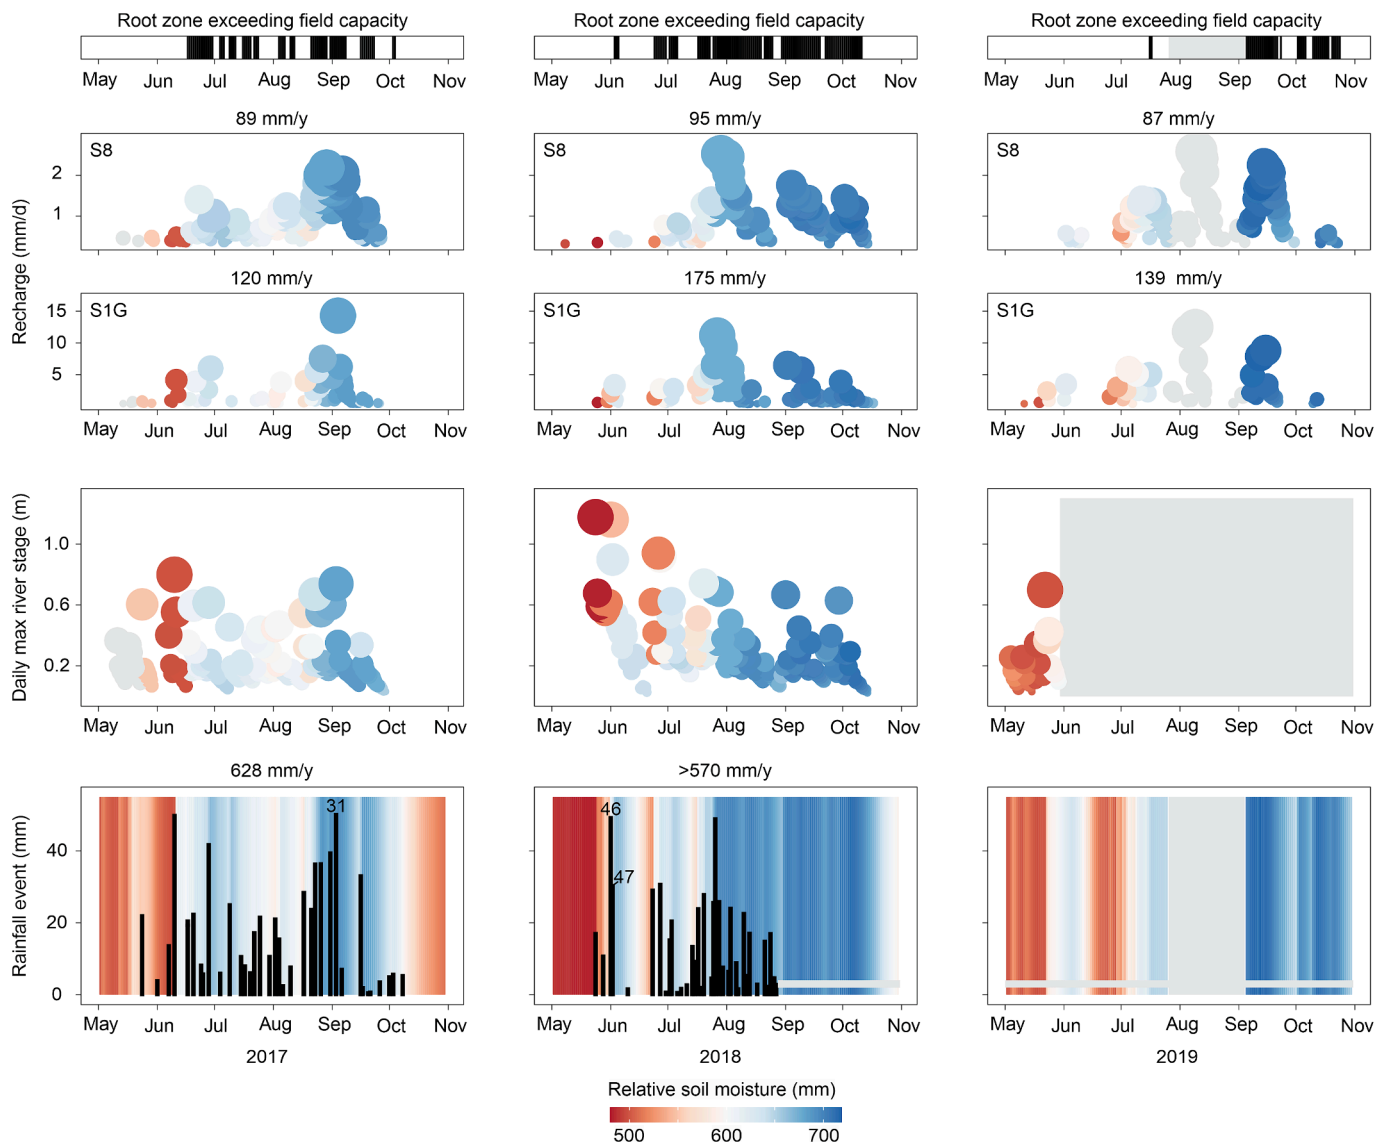 Root zone exceeding field capacity Root zone exceeding field capacity Root zone exceeding field capacity
May Jun Jul Aug Sep Oct Nov May Jun Jul Aug Sep Oct Nov May Jun Jul Aug Sep Oct Nov
89 mm/y 95 mm/y 87 mm/y
S8 S8 S8
2
1
Recharge (mm/d)
120 mm/y 175 mm/y 139 mm/y
S1G S1G S1G
15
10
5
May Jun Jul Aug Sep Oct Nov May Jun Jul Aug Sep Oct Nov May Jun Jul Aug Sep Oct Nov
Daily max river stage (m)
1.0
0.6
0.2
May Jun Jul Aug Sep Oct Nov May Jun Jul Aug Sep Oct Nov May Jun Jul Aug Sep Oct Nov
628 mm/y >570 mm/y
Rainfall event (mm)
31 46
47
40
20
0
May Jun Jul Aug Sep Oct Nov May Jun Jul Aug Sep Oct Nov May Jun Jul Aug Sep Oct Nov
2017 2018 2019
Relative soil moisture (mm)
500 600 700